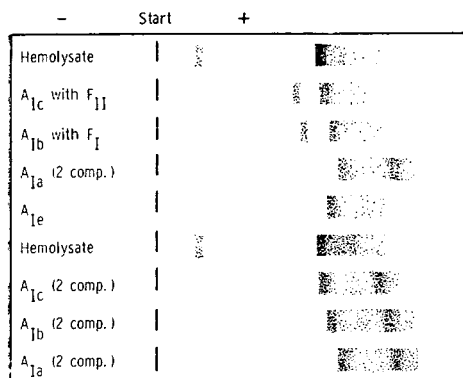 − Start +
Hemolysate
A_Ic with F_II
A_Ib with F_I
A_Ia (2 comp.)
A_Ie
Hemolysate
A_Ic (2 comp.)
A_Ib (2 comp.)
A_Ia (2 comp.)